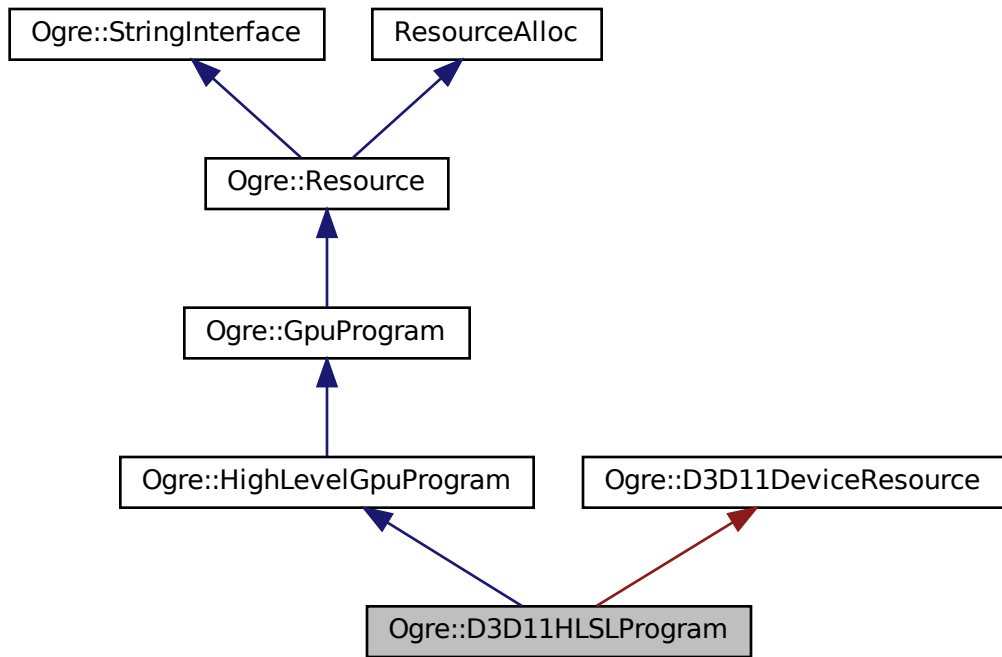 Ogre::StringInterface
ResourceAlloc
Ogre::Resource
Ogre::GpuProgram
Ogre::HighLevelGpuProgram
Ogre::D3D11DeviceResource
Ogre::D3D11HLSLProgram